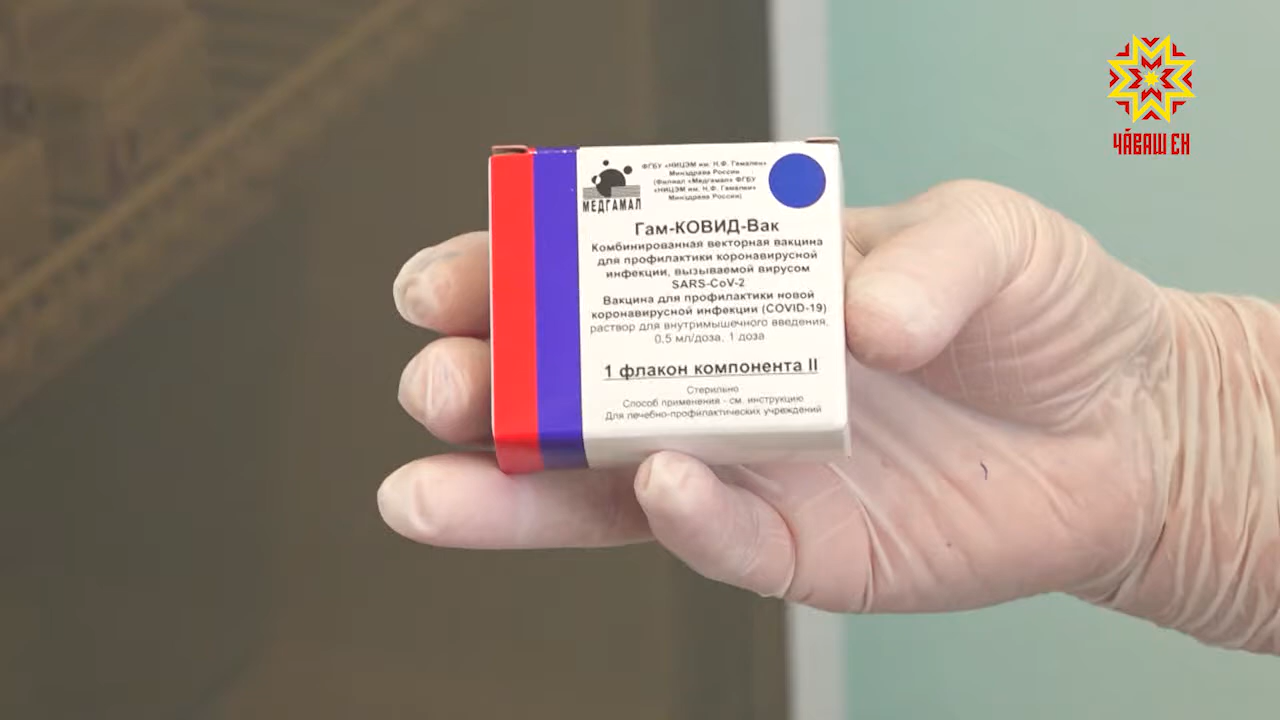 ЧӐВАШ ЕН
ФГБУ «НИЦЭМ им. Н.Ф. Гамалеи»
Минздрава России
(Филиал «Медгамал» ФГБУ
«НИЦЭМ им. Н.Ф. Гамалеи»
Минздрава России)
МЕДГАМАЛ
Гам-КОВИД-Вак
Комбинированная векторная вакцина
для профилактики коронавирусной
инфекции, вызываемой вирусом
SARS-CoV-2
Вакцина для профилактики новой
коронавирусной инфекции (COVID-19)
раствор для внутримышечного введения,
0,5 мл/доза, 1 доза
1 флакон компонента II
Стерильно
Способ применения - см. инструкцию
Для лечебно-профилактических учреждений